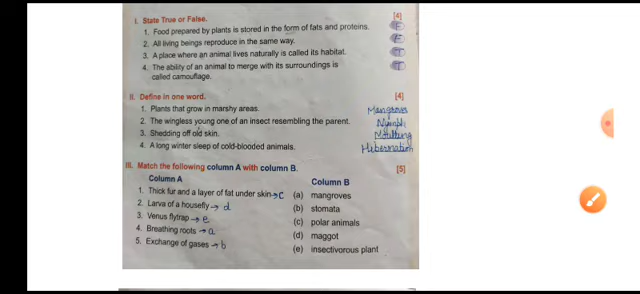 I. State True or False. [4]
1. Food prepared by plants is stored in the form of fats and proteins. F
2. All living beings reproduce in the same way. F
3. A place where an animal lives naturally is called its habitat. T
4. The ability of an animal to merge with its surroundings is T
called camouflage.
II. Define in one word. [4]
1. Plants that grow in marshy areas. Mangroves
2. The wingless young one of an insect resembling the parent. Nymph
3. Shedding off old skin.
4. A long winter sleep of cold-blooded animals. Hibernation
III. Match the following column A with column B. [5]
Column A Column B
1. Thick fur and a layer of fat under skin → c (a) mangroves
2. Larva of a housefly → d (b) stomata
3. Venus flytrap → e (c) polar animals
4. Breathing roots → a (d) maggot
5. Exchange of gases → b (e) insectivorous plant